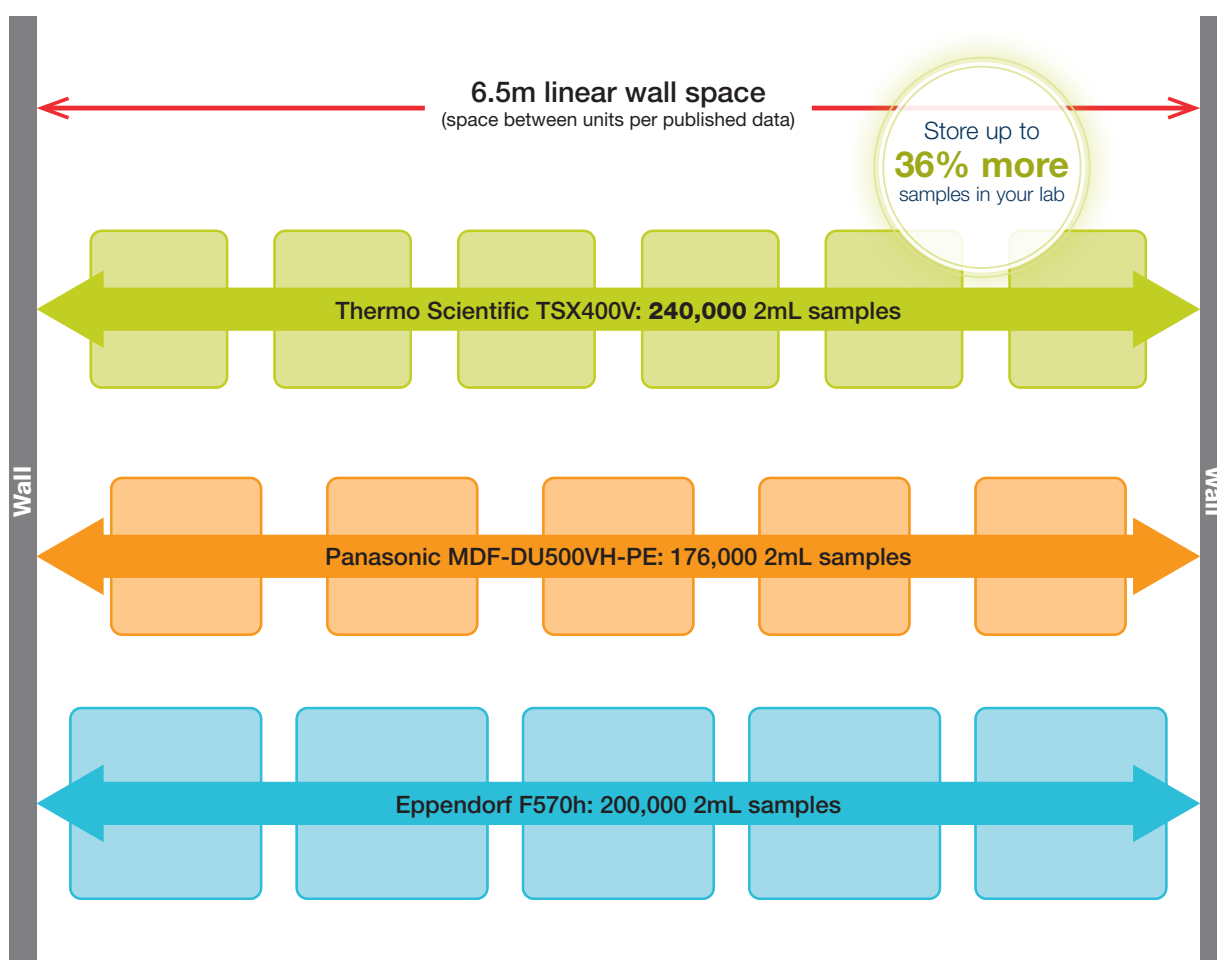 6.5m linear wall space
(space between units per published data)
Store up to
36% more
samples in your lab
Thermo Scientific TSX400V: 240,000 2mL samples
Wall
Wall
Panasonic MDF-DU500VH-PE: 176,000 2mL samples
Eppendorf F570h: 200,000 2mL samples